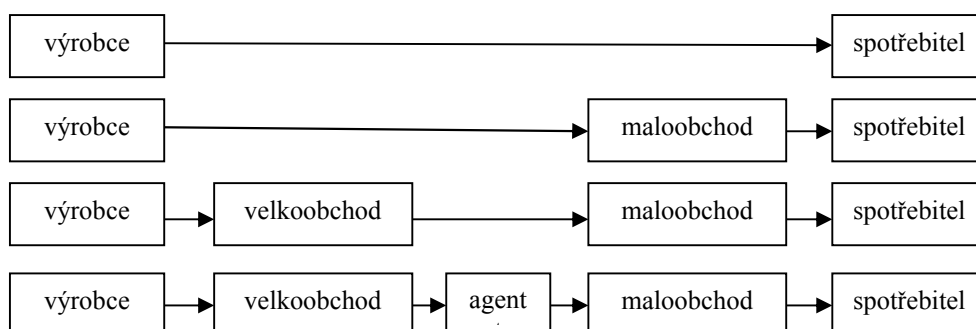 výrobce spotřebitel
výrobce maloobchod spotřebitel
výrobce velkoobchod maloobchod spotřebitel
výrobce velkoobchod agent maloobchod spotřebitel